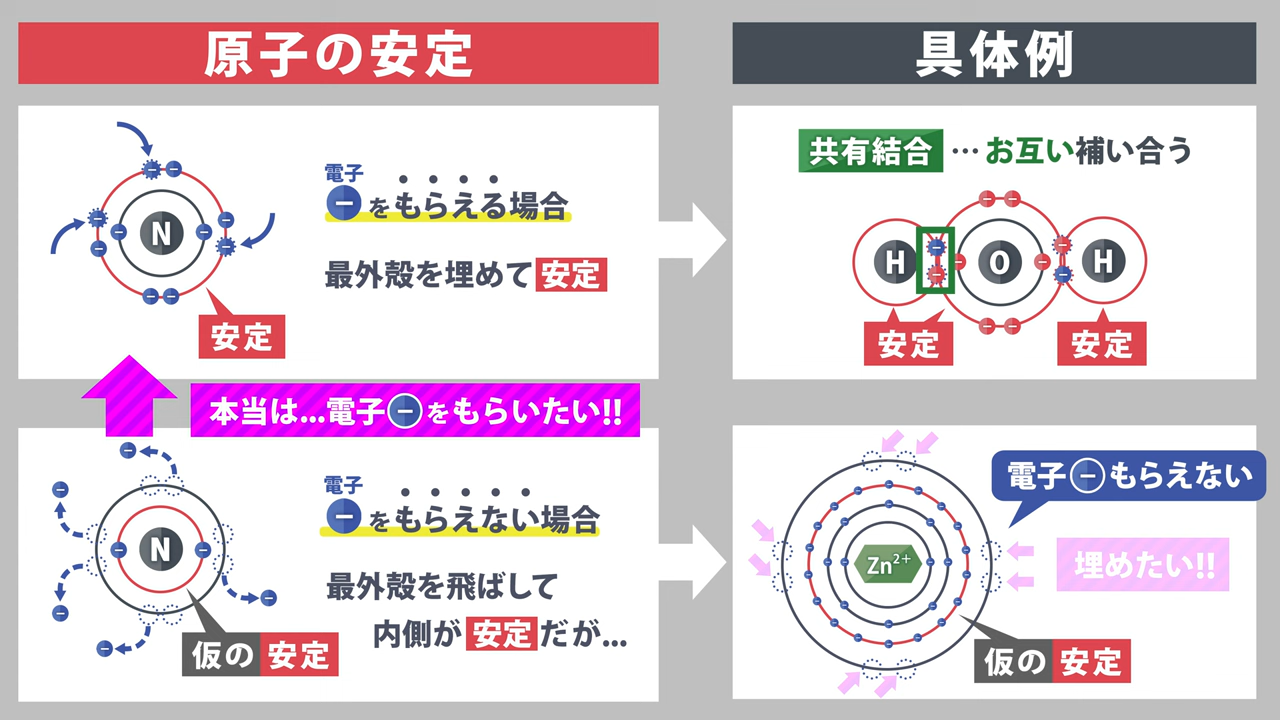 原子の安定
具体例
N
電子
－をもらえる場合
最外殻を埋めて安定
安定
共有結合…お互い補い合う
H
O
H
安定
安定
本当は…電子－をもらいたい!!
N
電子
－をもらえない場合
最外殻を飛ばして
内側が安定だが…
仮の安定
電子－もらえない
Zn²⁺
埋めたい!!
仮の安定